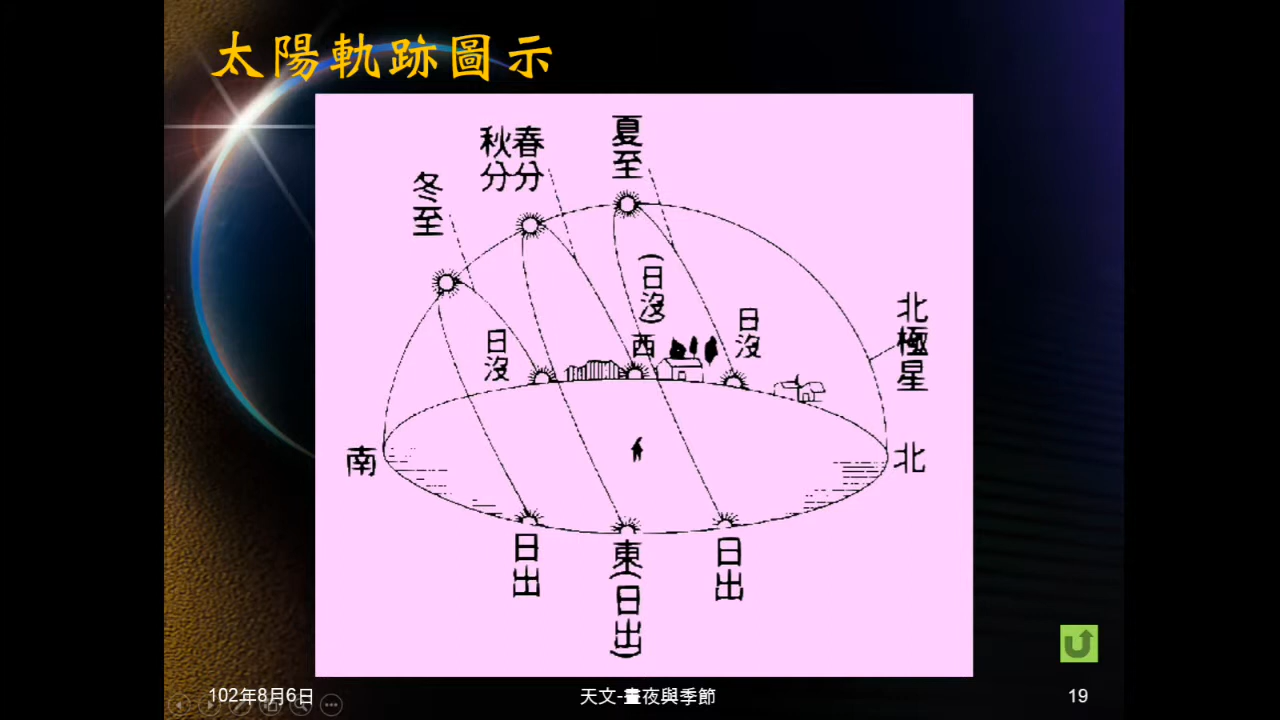 太陽軌跡圖示
夏至
春分
秋分
冬至
(日沒)
西
日沒
日沒
北極星
南
北
日出
東(日出)
日出
102年8月6日
天文-晝夜與季節
19